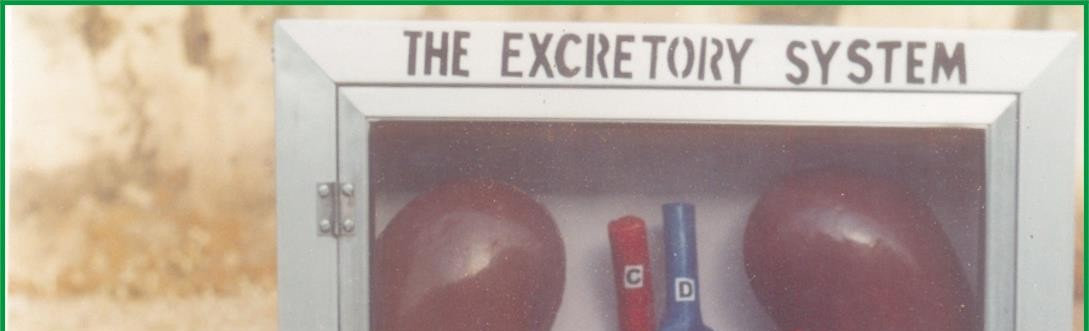 THE EXCRETORY SYSTEM
C D